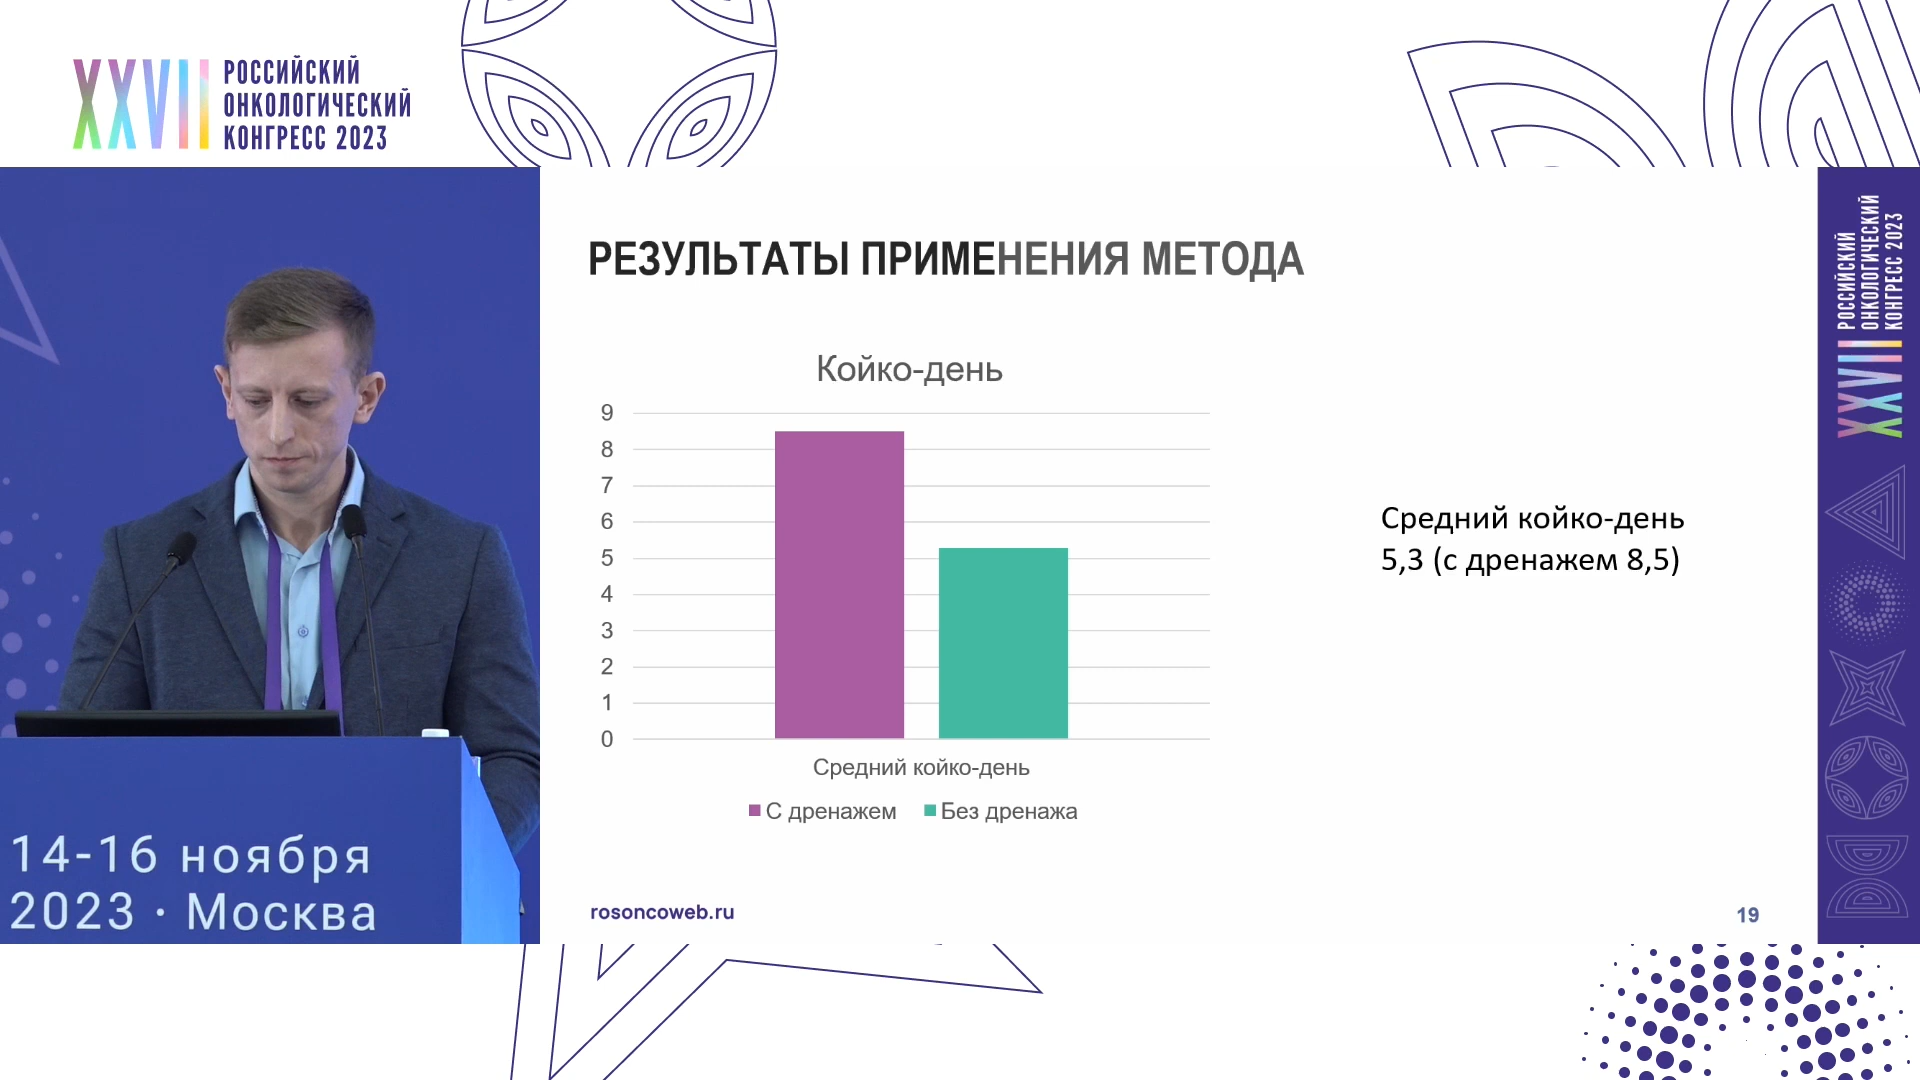 XXVII
РОССИЙСКИЙ
ОНКОЛОГИЧЕСКИЙ
КОНГРЕСС 2023
14-16 ноября
2023 · Москва
РЕЗУЛЬТАТЫ ПРИМЕНЕНИЯ МЕТОДА
Койко-день
9
8
7
6
5
4
3
2
1
0
Средний койко-день
С дренажем
Без дренажа
Средний койко-день
5,3 (с дренажем 8,5)
rosoncoweb.ru
19
XXVII
РОССИЙСКИЙ
ОНКОЛОГИЧЕСКИЙ
КОНГРЕСС 2023